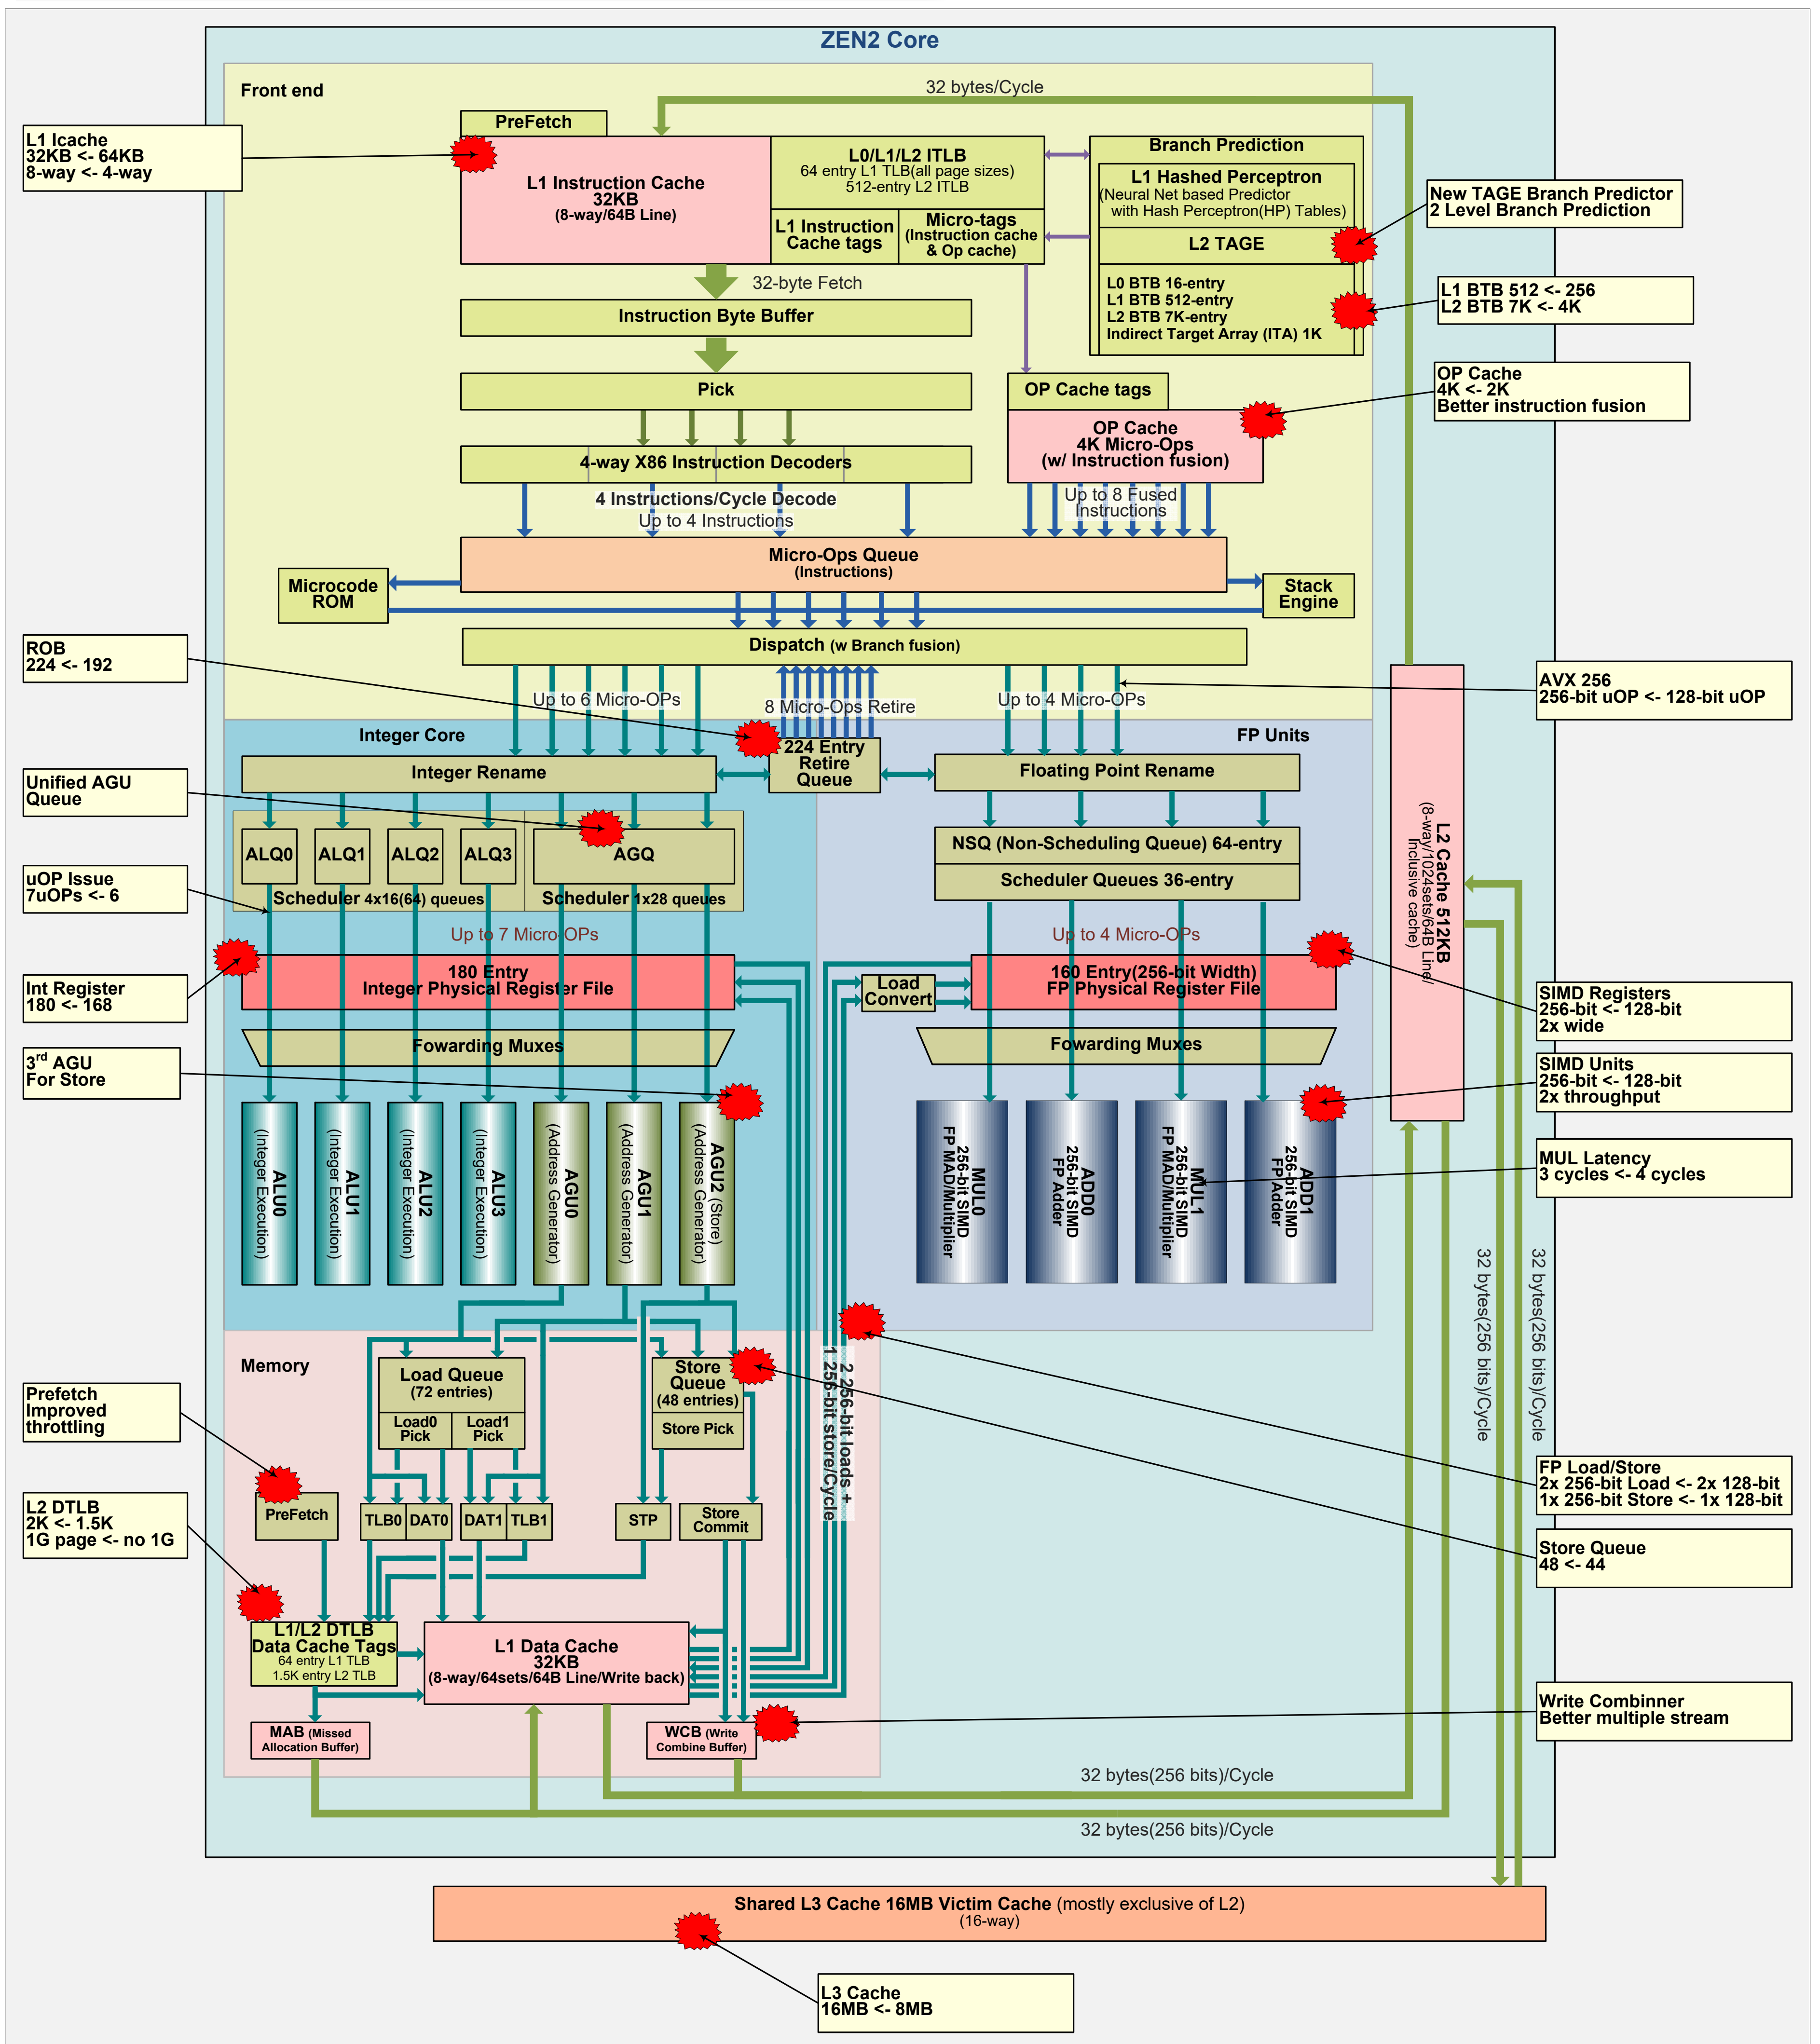 ZEN2 Core
Front end
32 bytes/Cycle
PreFetch
L1 Icache
32KB <- 64KB
8-way <- 4-way
L1 Instruction Cache
32KB
(8-way/64B Line)
L0/L1/L2 ITLB
64 entry L1 TLB(all page sizes)
512-entry L2 ITLB
L1 Instruction
Cache tags
Micro-tags
(Instruction cache
& Op cache)
Branch Prediction
L1 Hashed Perceptron
(Neural Net based Predictor
with Hash Perceptron(HP) Tables)
L2 TAGE
L0 BTB 16-entry
L1 BTB 512-entry
L2 BTB 7K-entry
Indirect Target Array (ITA) 1K
New TAGE Branch Predictor
2 Level Branch Prediction
L1 BTB 512 <- 256
L2 BTB 7K <- 4K
32-byte Fetch
Instruction Byte Buffer
Pick
OP Cache tags
OP Cache
4K Micro-Ops
(w/ Instruction fusion)
OP Cache
4K <- 2K
Better instruction fusion
4-way X86 Instruction Decoders
4 Instructions/Cycle Decode
Up to 4 Instructions
Up to 8 Fused
Instructions
Micro-Ops Queue
(Instructions)
Microcode
ROM
Stack
Engine
Dispatch (w Branch fusion)
ROB
224 <- 192
Up to 6 Micro-OPs
8 Micro-Ops Retire
Up to 4 Micro-OPs
AVX 256
256-bit uOP <- 128-bit uOP
Integer Core
FP Units
Integer Rename
224 Entry
Retire
Queue
Floating Point Rename
Unified AGU
Queue
ALQ0
ALQ1
ALQ2
ALQ3
AGQ
Scheduler 4x16(64) queues
Scheduler 1x28 queues
NSQ (Non-Scheduling Queue) 64-entry
Scheduler Queues 36-entry
L2 Cache 512KB
(8-way/1024sets/64B Line/
Inclusive cache)
uOP Issue
7uOPs <- 6
Up to 7 Micro-OPs
Up to 4 Micro-OPs
Int Register
180 <- 168
180 Entry
Integer Physical Register File
Load
Convert
160 Entry(256-bit Width)
FP Physical Register File
SIMD Registers
256-bit <- 128-bit
2x wide
Fowarding Muxes
Fowarding Muxes
3rd AGU
For Store
SIMD Units
256-bit <- 128-bit
2x throughput
ALU0
(Integer Execution)
ALU1
(Integer Execution)
ALU2
(Integer Execution)
ALU3
(Integer Execution)
AGU0
(Address Generator)
AGU1
(Address Generator)
AGU2 (Store)
(Address Generator)
MUL0
256-bit SIMD
FP MAD/Multiplier
ADD0
256-bit SIMD
FP Adder
MUL1
256-bit SIMD
FP MAD/Multiplier
ADD1
256-bit SIMD
FP Adder
MUL Latency
3 cycles <- 4 cycles
32 bytes(256 bits)/Cycle
32 bytes(256 bits)/Cycle
Memory
Load Queue
(72 entries)
Load0
Pick
Load1
Pick
Store
Queue
(48 entries)
Store Pick
2 256-bit loads +
1 256-bit store/Cycle
Prefetch
Improved
throttling
FP Load/Store
2x 256-bit Load <- 2x 128-bit
1x 256-bit Store <- 1x 128-bit
L2 DTLB
2K <- 1.5K
1G page <- no 1G
PreFetch
TLB0
DAT0
DAT1
TLB1
STP
Store
Commit
Store Queue
48 <- 44
L1/L2 DTLB
Data Cache Tags
64 entry L1 TLB
1.5K entry L2 TLB
L1 Data Cache
32KB
(8-way/64sets/64B Line/Write back)
MAB (Missed
Allocation Buffer)
WCB (Write
Combine Buffer)
Write Combinner
Better multiple stream
32 bytes(256 bits)/Cycle
32 bytes(256 bits)/Cycle
Shared L3 Cache 16MB Victim Cache (mostly exclusive of L2)
(16-way)
L3 Cache
16MB <- 8MB